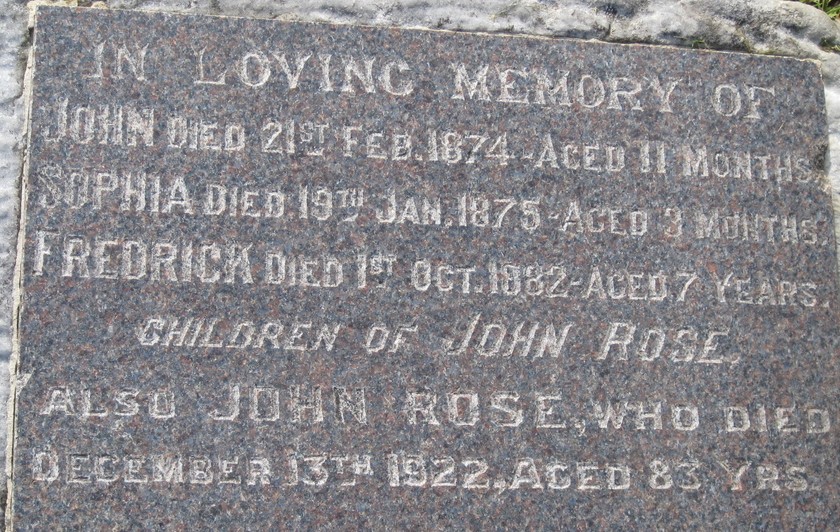 IN LOVING MEMORY OF
JOHN DIED 21ST FEB. 1874-AGED 11 MONTHS.
SOPHIA DIED 19TH JAN. 1875-AGED 3 MONTHS.
FREDRICK DIED 1ST OCT. 1882-AGED 7 YEARS.
CHILDREN OF JOHN ROSE.
ALSO JOHN ROSE, WHO DIED
DECEMBER 13TH 1922, AGED 83 YRS.